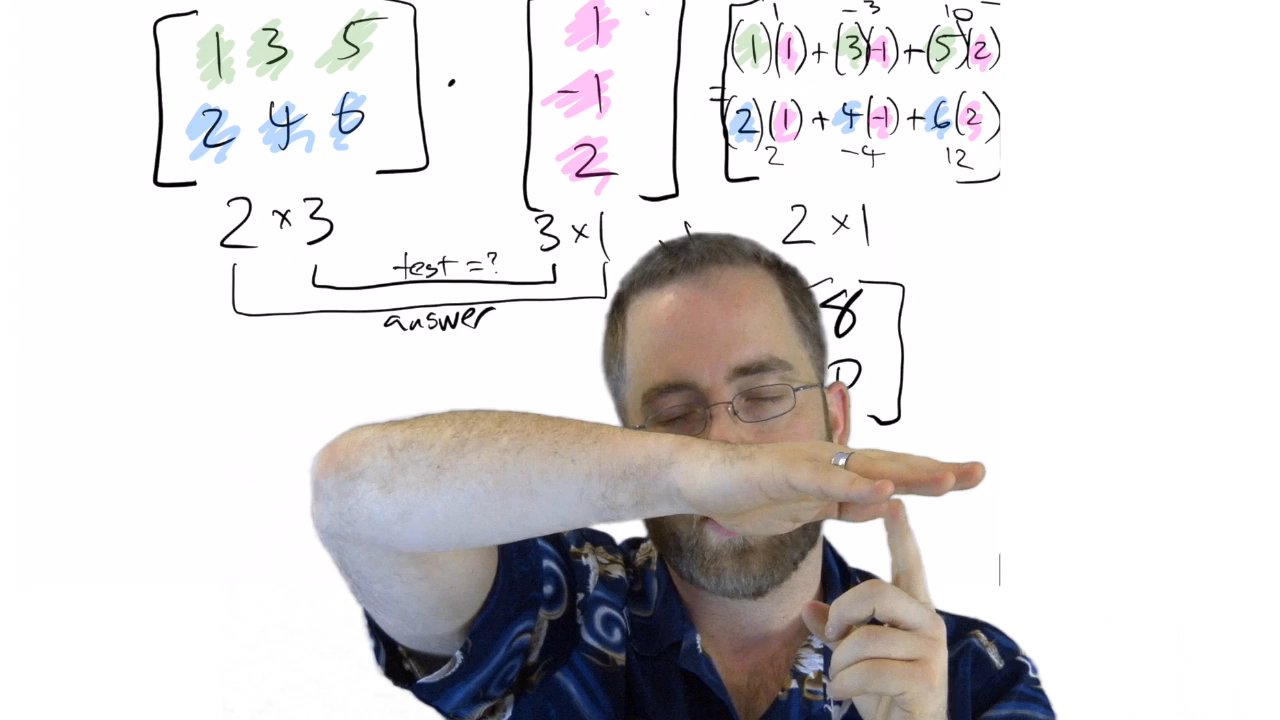 1 3 5
2 4 6
·
1
-1
2
=
1 -3 10
(1)(1)+(3)(-1)+(5)(2)
(2)(1)+4(-1)+6(2)
2 -4 12
2 × 3
3 × 1
2 × 1
test =?
answer
8